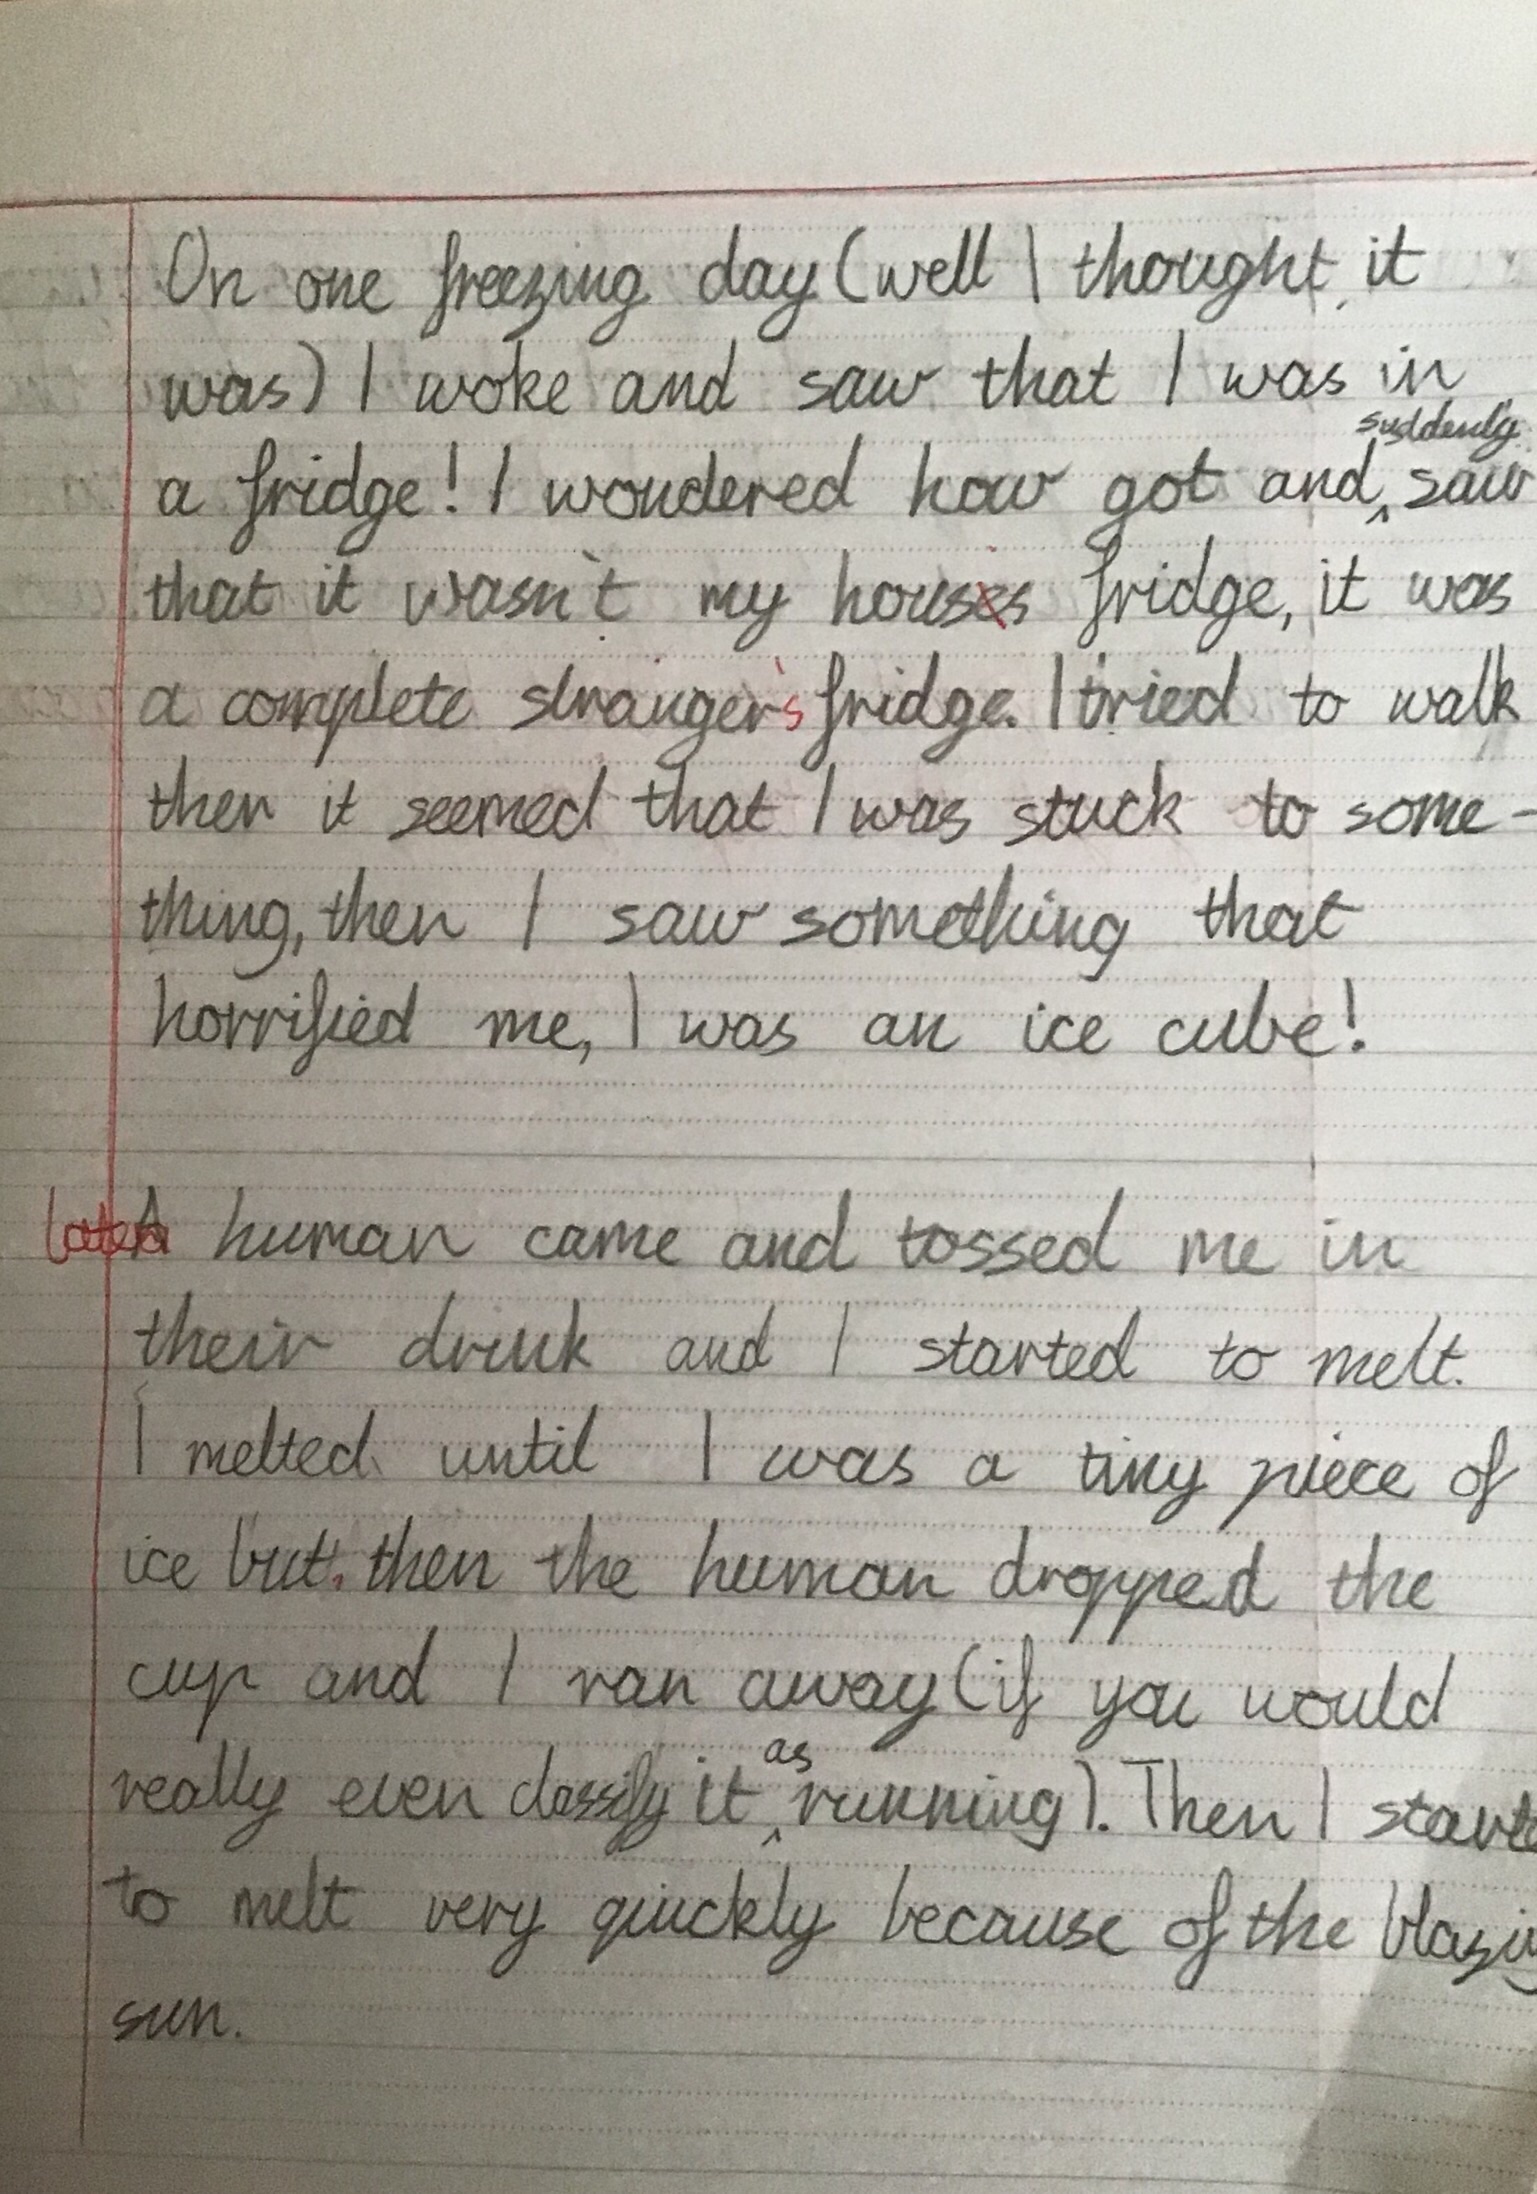 On one freezing day (well I thought it
was) I woke and saw that I was in
suddenly
a fridge! I wondered how got and ^ saw
that it wasn't my houses fridge, it was
a complete stranger's fridge. I tried to walk
then it seemed that I was stuck to some-
thing, then I saw something that
horrified me, I was an ice cube!
later A human came and tossed me in
their drink and I started to melt.
I melted until I was a tiny piece of
ice but. then the human dropped the
cup and I ran away (if you would
as
really even classify it ^ running). Then I starte
to melt very quickly because of the blazin
sun.